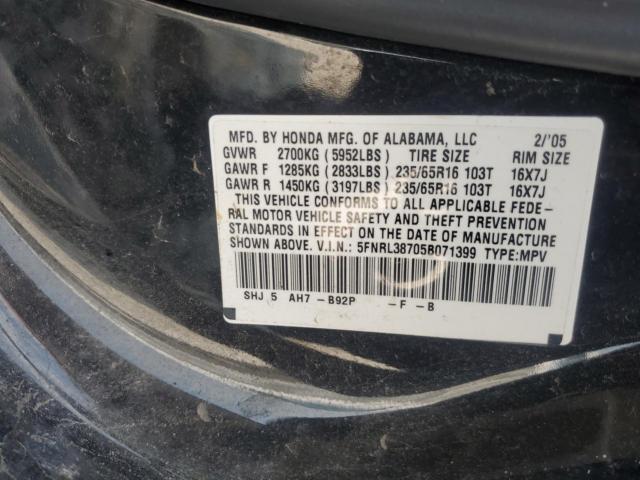 MFD. BY HONDA MFG. OF ALABAMA, LLC 2/'05
GVWR 2700KG (5952LBS) TIRE SIZE RIM SIZE
GAWR F 1285KG (2833LBS) 235/65R16 103T 16X7J
GAWR R 1450KG (3197LBS) 235/65R16 103T 16X7J
THIS VEHICLE CONFORMS TO ALL APPLICABLE FEDE-
RAL MOTOR VEHICLE SAFETY AND THEFT PREVENTION
STANDARDS IN EFFECT ON THE DATE OF MANUFACTURE
SHOWN ABOVE. V.I.N.: 5FNRL38705B071399 TYPE:MPV
SHJ 5 AH7 -B92P -F -B